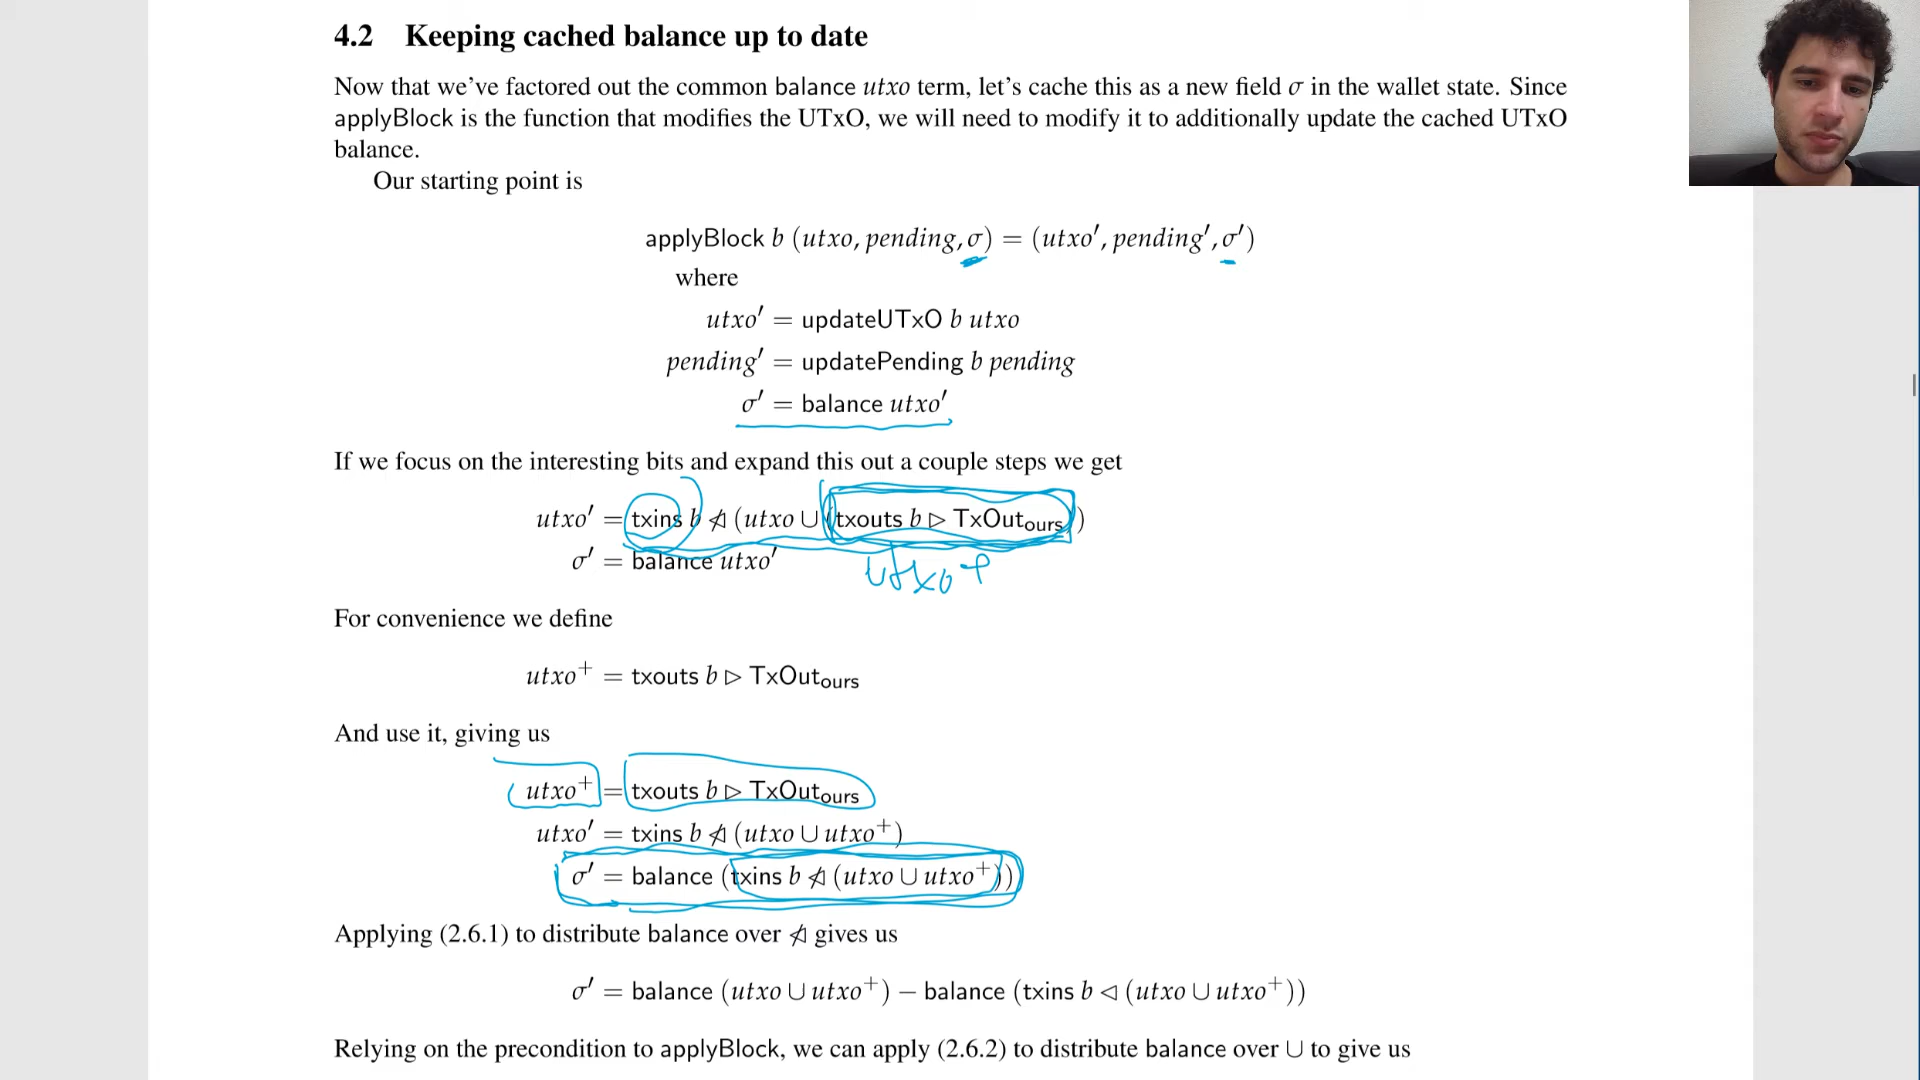 4.2 Keeping cached balance up to date
Now that we've factored out the common balance utxo term, let's cache this as a new field σ in the wallet state. Since
applyBlock is the function that modifies the UTxO, we will need to modify it to additionally update the cached UTxO
balance.
Our starting point is
applyBlock b (utxo, pending, σ) = (utxo′, pending′, σ′)
where
utxo′ = updateUTxO b utxo
pending′ = updatePending b pending
σ′ = balance utxo′
If we focus on the interesting bits and expand this out a couple steps we get
utxo′ = txins b ⋪ (utxo ∪ (txouts b ▷ TxOut_ours))
σ′ = balance utxo′
utxo +
For convenience we define
utxo⁺ = txouts b ▷ TxOut_ours
And use it, giving us
utxo⁺ = txouts b ▷ TxOut_ours
utxo′ = txins b ⋪ (utxo ∪ utxo⁺)
σ′ = balance (txins b ⋪ (utxo ∪ utxo⁺))
Applying (2.6.1) to distribute balance over ⋪ gives us
σ′ = balance (utxo ∪ utxo⁺) − balance (txins b ◁ (utxo ∪ utxo⁺))
Relying on the precondition to applyBlock, we can apply (2.6.2) to distribute balance over ∪ to give us